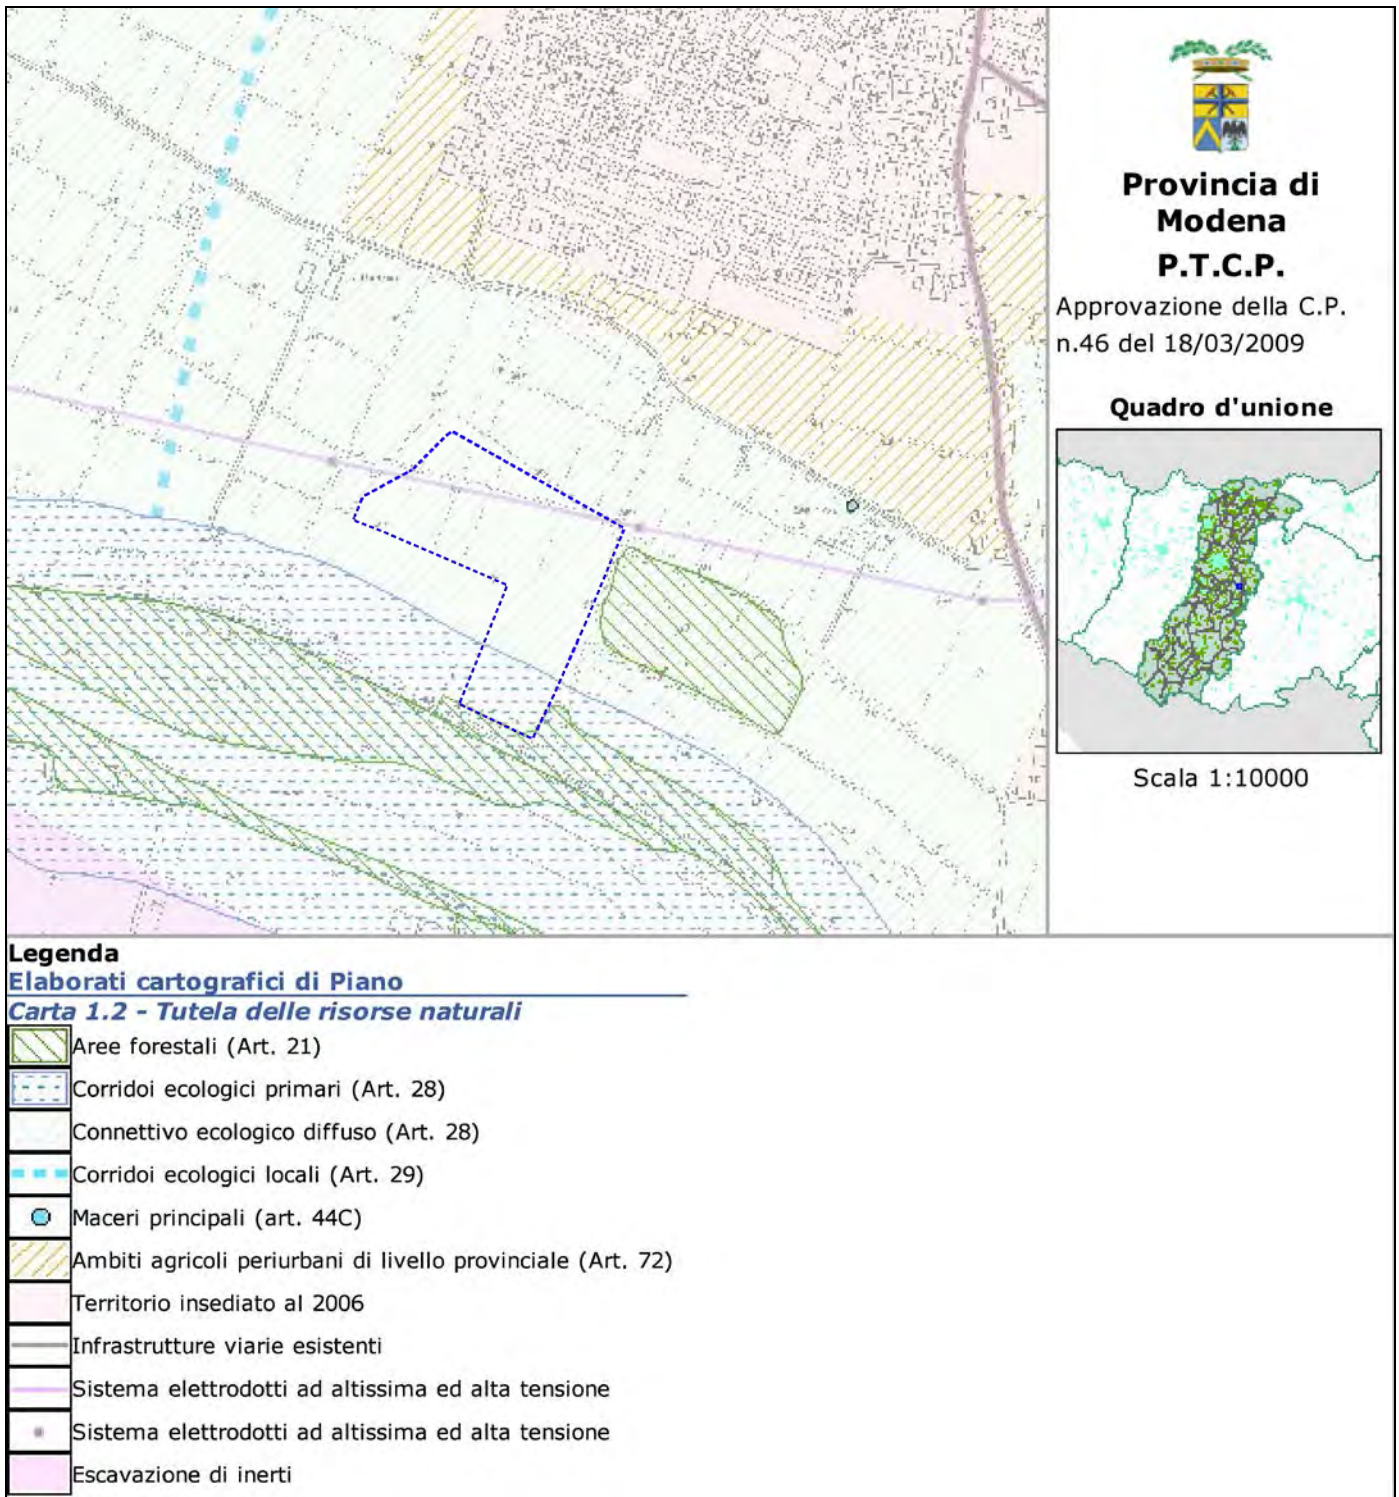 Provincia di
Modena
P.T.C.P.
Approvazione della C.P.
n.46 del 18/03/2009
Quadro d'unione
Scala 1:10000
Legenda
Elaborati cartografici di Piano
Carta 1.2 - Tutela delle risorse naturali
Aree forestali (Art. 21)
Corridoi ecologici primari (Art. 28)
Connettivo ecologico diffuso (Art. 28)
Corridoi ecologici locali (Art. 29)
Maceri principali (art. 44C)
Ambiti agricoli periurbani di livello provinciale (Art. 72)
Territorio insediato al 2006
Infrastrutture viarie esistenti
Sistema elettrodotti ad altissima ed alta tensione
Sistema elettrodotti ad altissima ed alta tensione
Escavazione di inerti